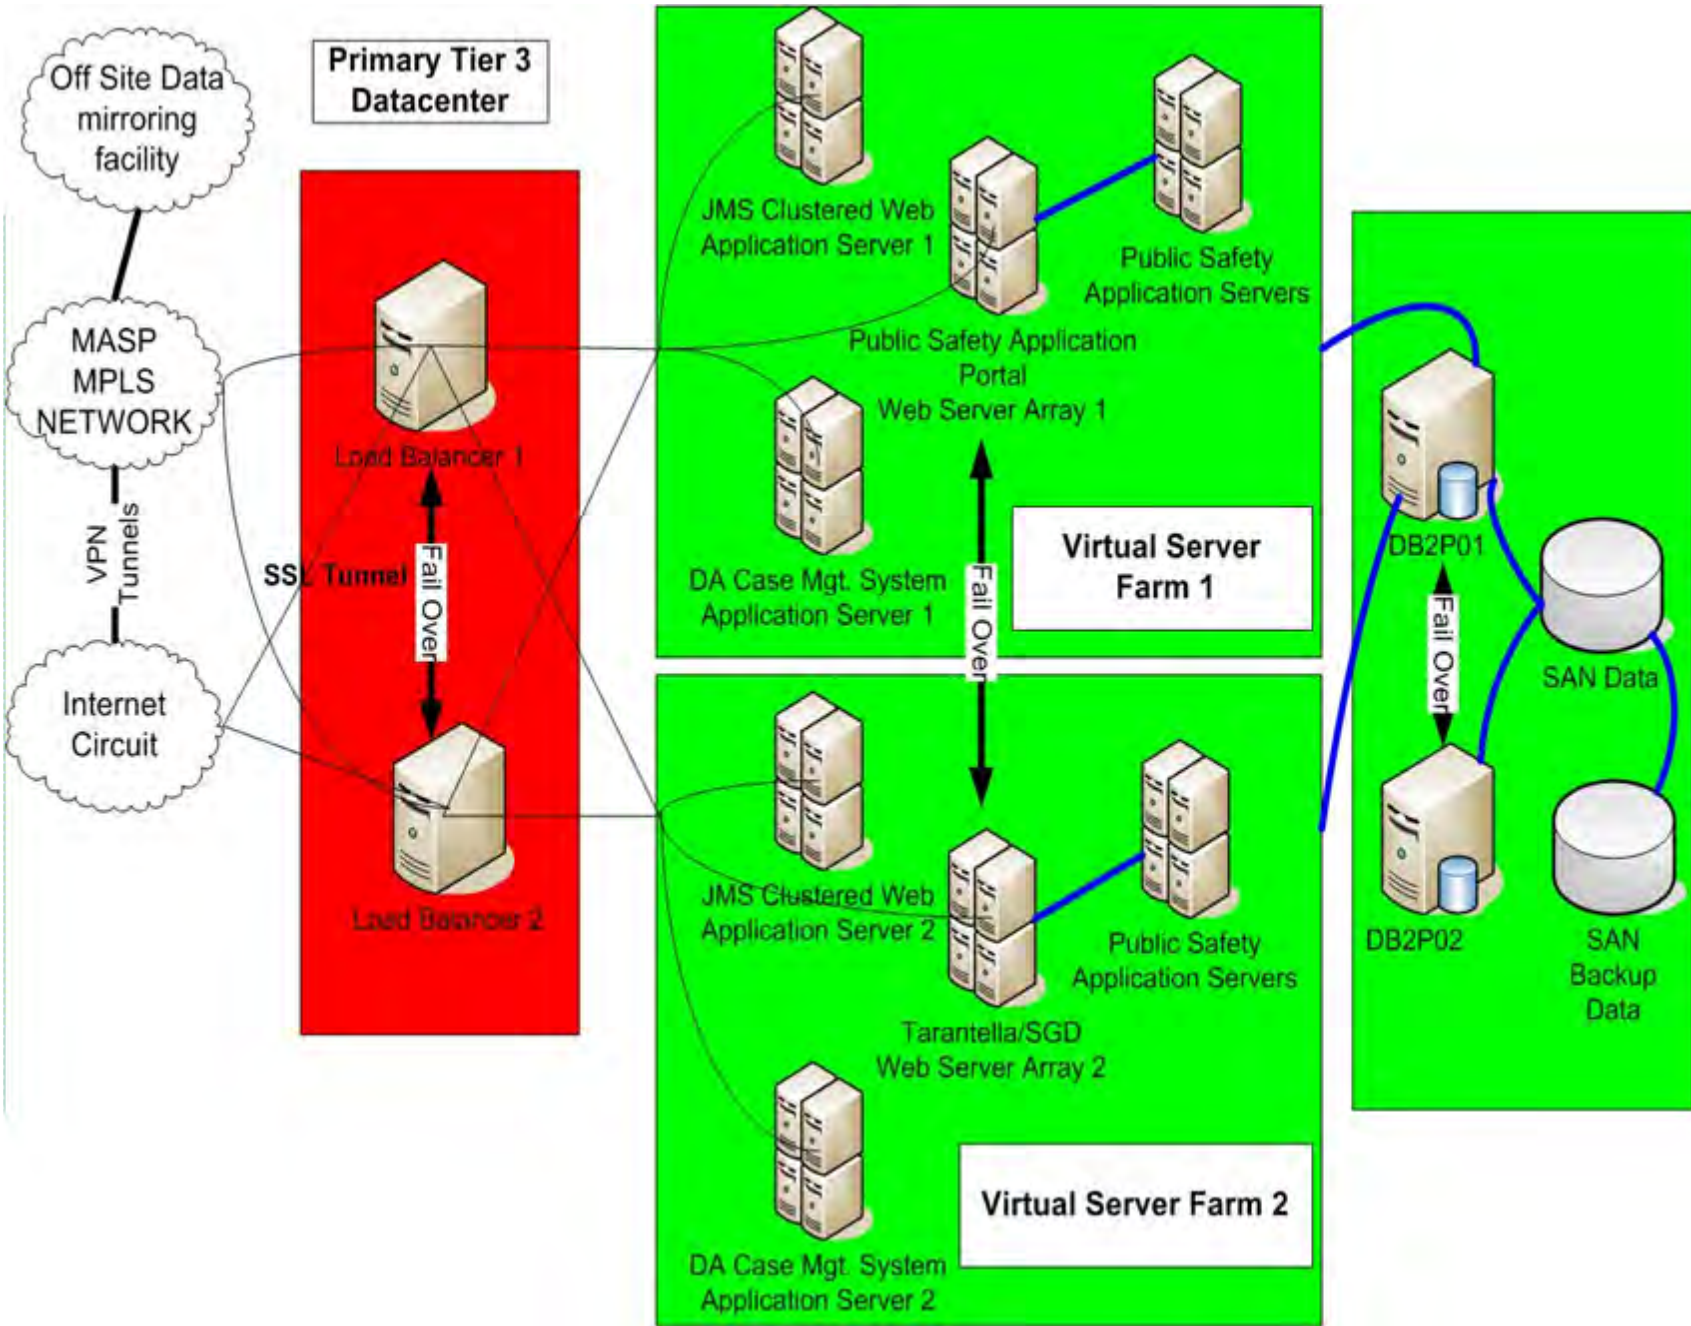 Off Site Data
mirroring
facility
Primary Tier 3
Datacenter
MASP
MPLS
NETWORK
VPN
Tunnels
Internet
Circuit
Load Balancer 1
SSL Tunnel
Fail Over
Load Balancer 2
JMS Clustered Web
Application Server 1
Public Safety
Application Servers
Public Safety Application
Portal
Web Server Array 1
DA Case Mgt. System
Application Server 1
Virtual Server
Farm 1
Fail Over
JMS Clustered Web
Application Server 2
Public Safety
Application Servers
Tarantella/SGD
Web Server Array 2
DA Case Mgt. System
Application Server 2
Virtual Server Farm 2
DB2P01
Fail Over
SAN Data
DB2P02
SAN
Backup
Data